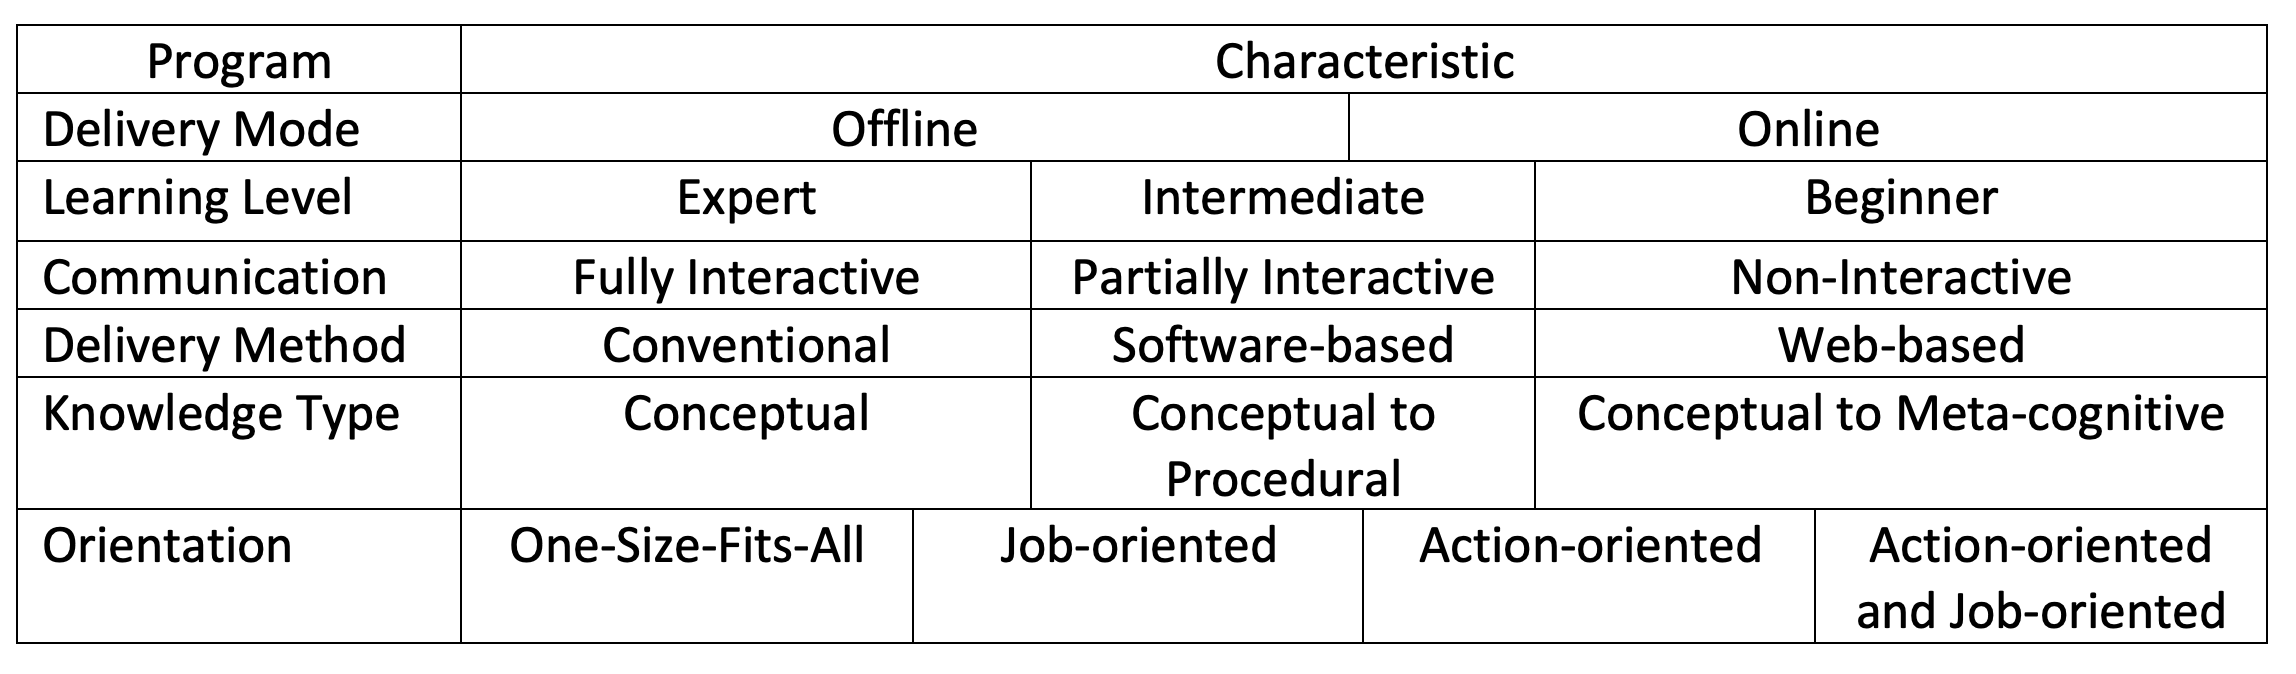 Program Characteristic
Delivery Mode Offline Online
Learning Level Expert Intermediate Beginner
Communication Fully Interactive Partially Interactive Non-Interactive
Delivery Method Conventional Software-based Web-based
Knowledge Type Conceptual Conceptual to Conceptual to Meta-cognitive
Procedural
Orientation One-Size-Fits-All Job-oriented Action-oriented Action-oriented
and Job-oriented